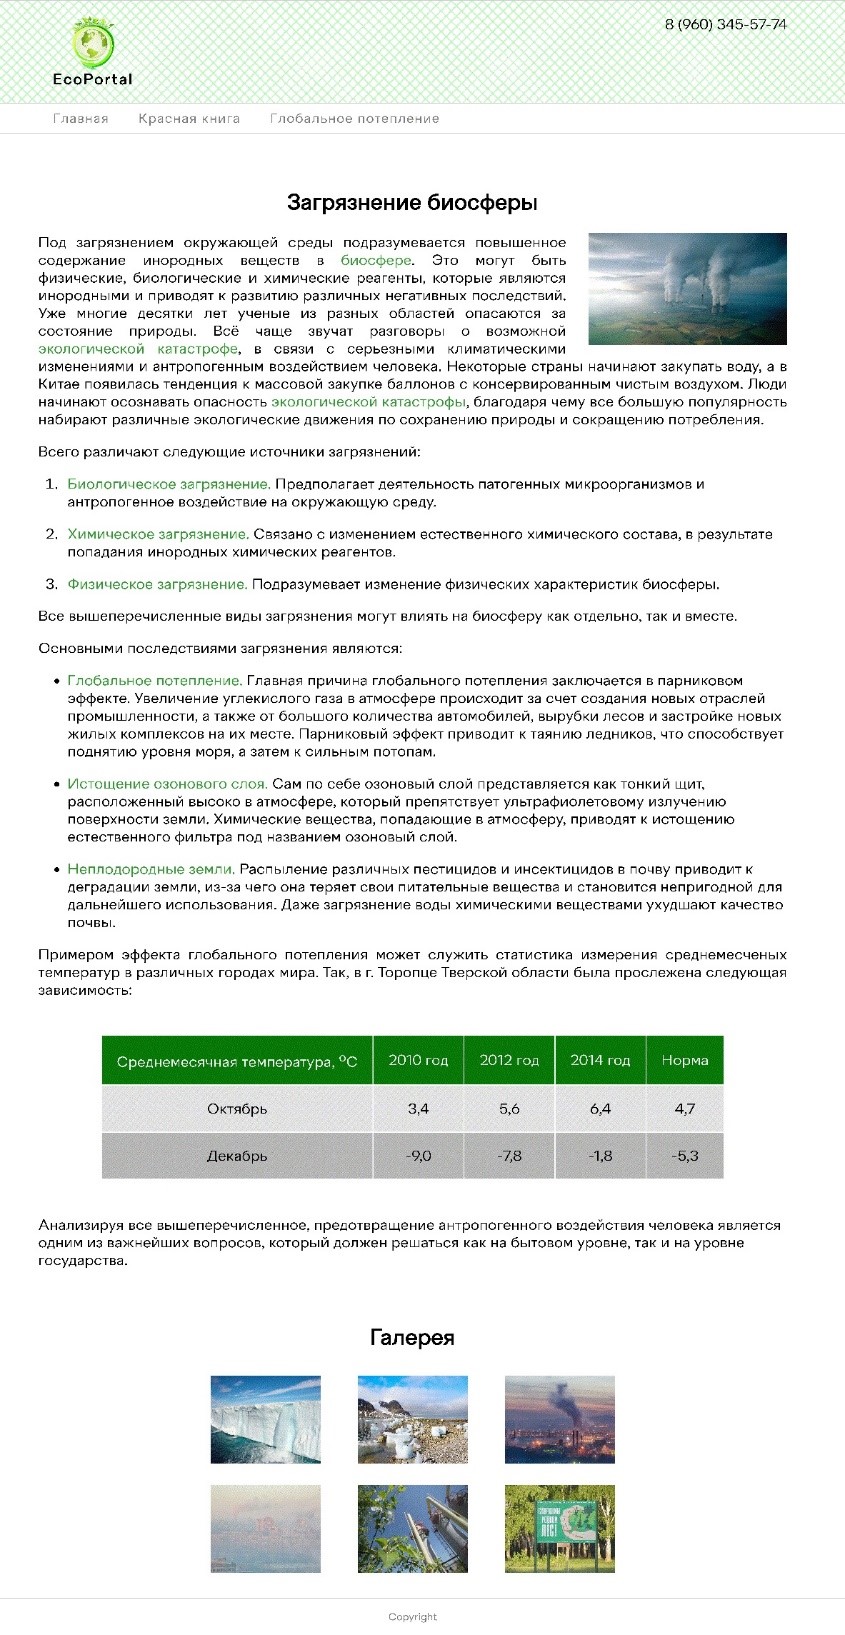 8 (960) 345-57-74
EcoPortal
Главная Красная книга Глобальное потепление
Загрязнение биосферы
Под загрязнением окружающей среды подразумевается повышенное
содержание инородных веществ в биосфере. Это могут быть
физические, биологические и химические реагенты, которые являются
инородными и приводят к развитию различных негативных последствий.
Уже многие десятки лет ученые из разных областей опасаются за
состояние природы. Всё чаще звучат разговоры о возможной
экологической катастрофе, в связи с серьезными климатическими
изменениями и антропогенным воздействием человека. Некоторые страны начинают закупать воду, а в
Китае появилась тенденция к массовой закупке баллонов с консервированным чистым воздухом. Люди
начинают осознавать опасность экологической катастрофы, благодаря чему все большую популярность
набирают различные экологические движения по сохранению природы и сокращению потребления.
Всего различают следующие источники загрязнений:
1. Биологическое загрязнение. Предполагает деятельность патогенных микроорганизмов и
антропогенное воздействие на окружающую среду.
2. Химическое загрязнение. Связано с изменением естественного химического состава, в результате
попадания инородных химических реагентов.
3. Физическое загрязнение. Подразумевает изменение физических характеристик биосферы.
Все вышеперечисленные виды загрязнения могут влиять на биосферу как отдельно, так и вместе.
Основными последствиями загрязнения являются:
• Глобальное потепление. Главная причина глобального потепления заключается в парниковом
эффекте. Увеличение углекислого газа в атмосфере происходит за счет создания новых отраслей
промышленности, а также от большого количества автомобилей, вырубки лесов и застройке новых
жилых комплексов на их месте. Парниковый эффект приводит к таянию ледников, что способствует
поднятию уровня моря, а затем к сильным потопам.
• Истощение озонового слоя. Сам по себе озоновый слой представляется как тонкий щит,
расположенный высоко в атмосфере, который препятствует ультрафиолетовому излучению
поверхности земли. Химические вещества, попадающие в атмосферу, приводят к истощению
естественного фильтра под названием озоновый слой.
• Неплодородные земли. Распыление различных пестицидов и инсектицидов в почву приводит к
деградации земли, из-за чего она теряет свои питательные вещества и становится непригодной для
дальнейшего использования. Даже загрязнение воды химическими веществами ухудшают качество
почвы.
Примером эффекта глобального потепления может служить статистика измерения среднемесченых
температур в различных городах мира. Так, в г. Торопце Тверской области была прослежена следующая
зависимость:
Среднемесячная температура, ºC 2010 год 2012 год 2014 год Норма
Октябрь 3,4 5,6 6,4 4,7
Декабрь -9,0 -7,8 -1,8 -5,3
Анализируя все вышеперечисленное, предотвращение антропогенного воздействия человека является
одним из важнейших вопросов, который должен решаться как на бытовом уровне, так и на уровне
государства.
Галерея
Copyright